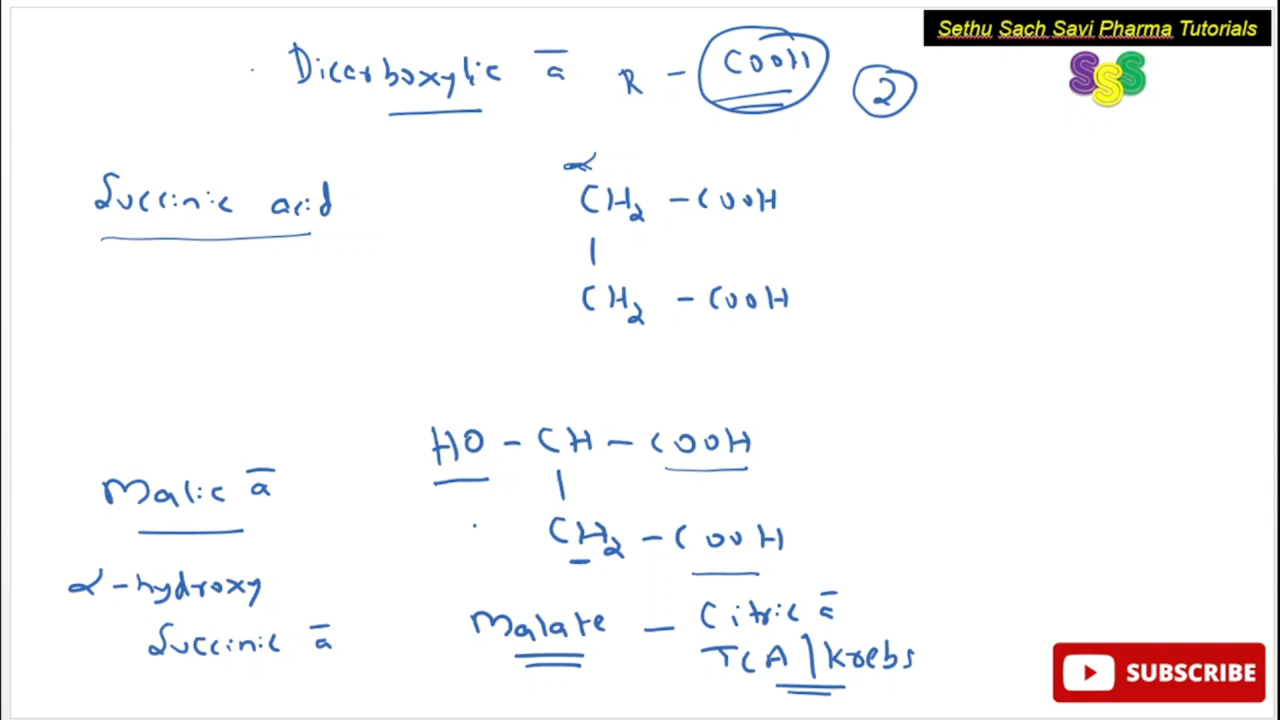 Sethu Sach Savi Pharma Tutorials
SSS
Dicarboxylic a̅ R - COOH 2
α
Succinic acid CH2 - COOH
|
CH2 - COOH
HO - CH - COOH
Malic a̅ |
CH2 - COOH
α-hydroxy
Succinic a̅
Malate - Citric a̅
TCA | Krebs
SUBSCRIBE